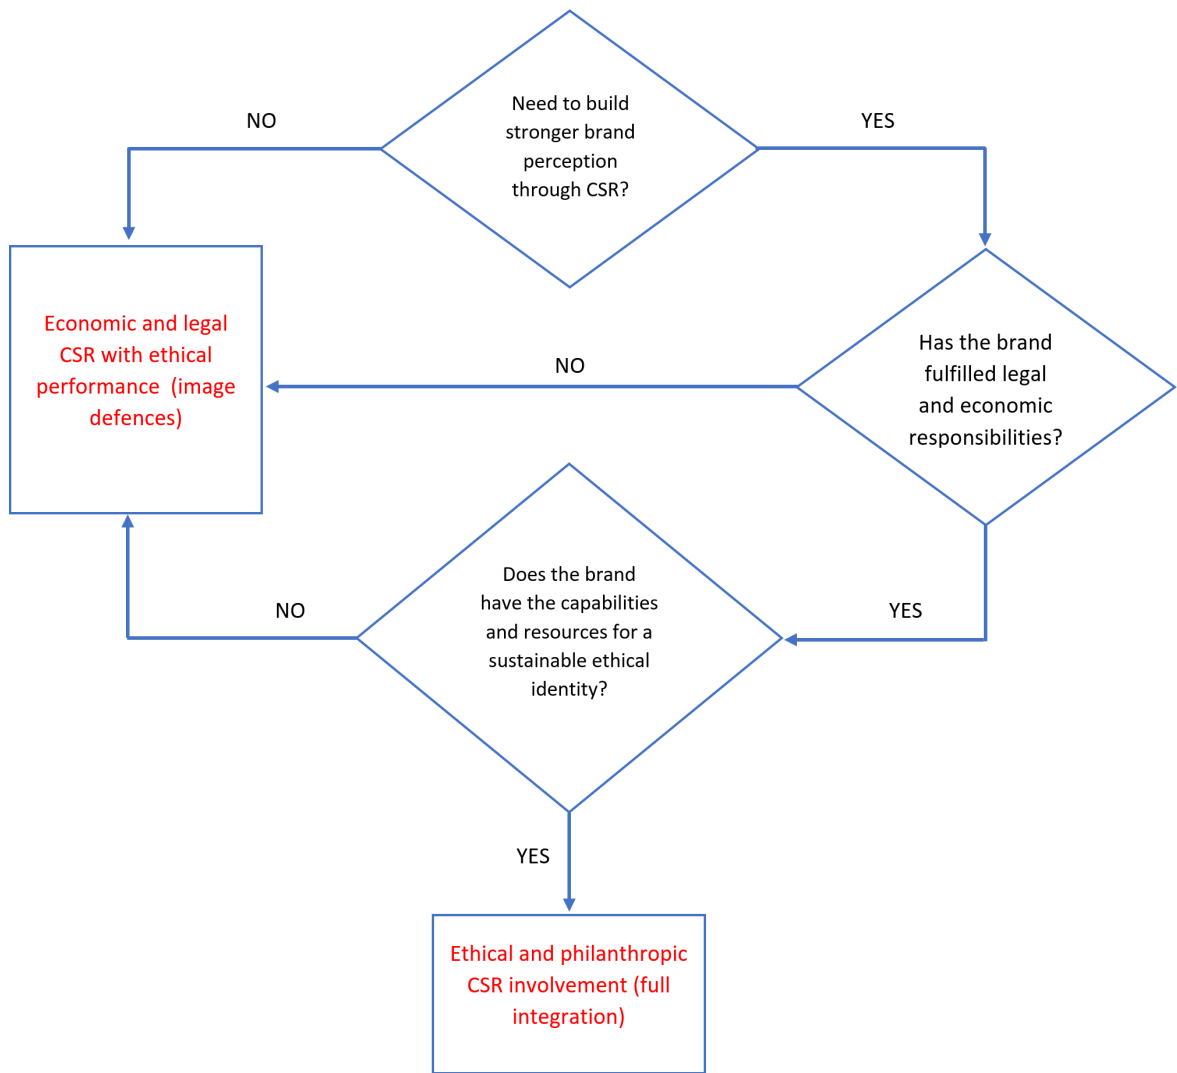 Need to build
stronger brand
perception
through CSR?
NO
YES
Economic and legal
CSR with ethical
performance  (image
defences)
NO
Has the brand
fulfilled legal
and economic
responsibilities?
Does the brand
have the capabilities
and resources for a
sustainable ethical
identity?
NO
YES
YES
Ethical and philanthropic
CSR involvement (full
integration)